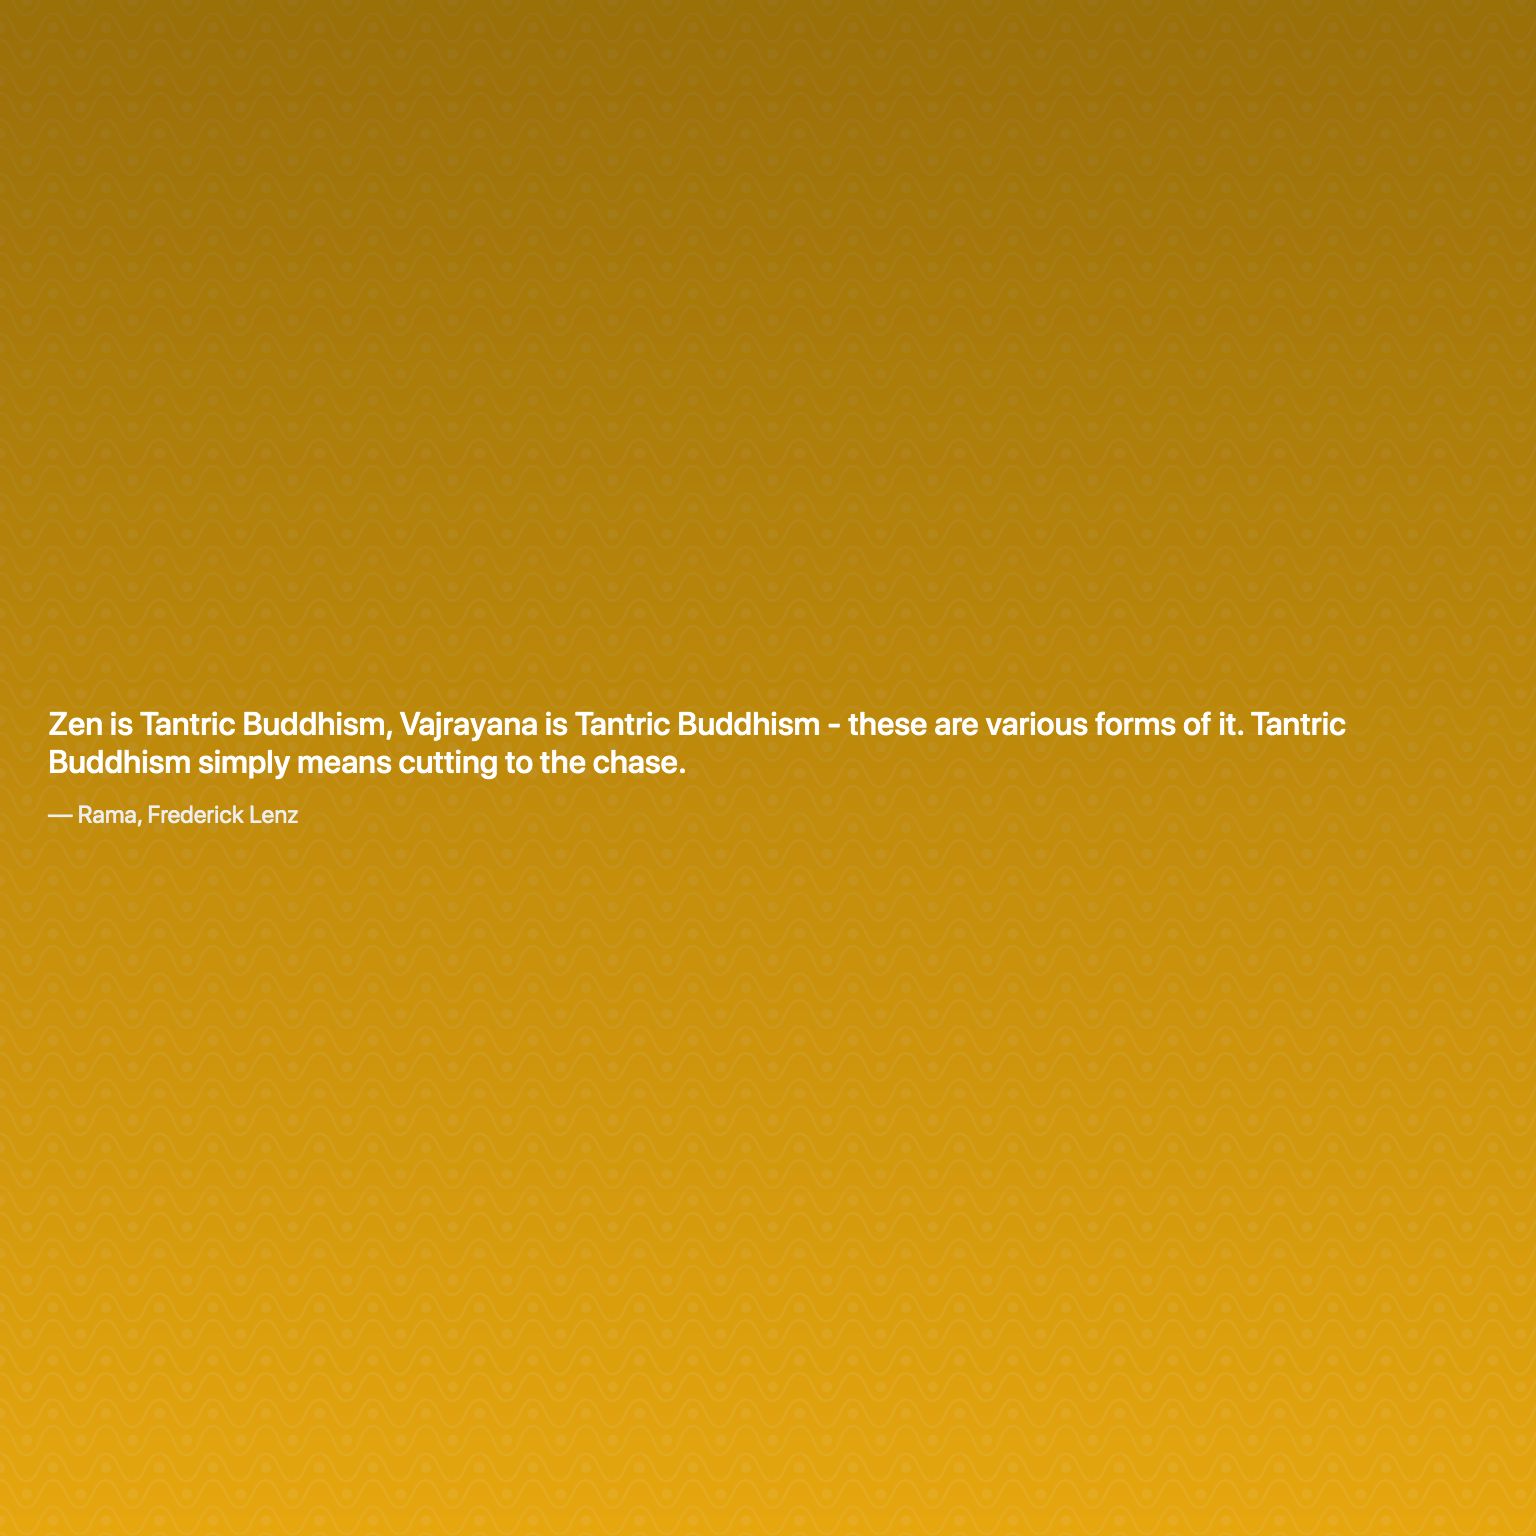 Zen is Tantric Buddhism, Vajrayana is Tantric Buddhism - these are various forms of it. Tantric
Buddhism simply means cutting to the chase.
— Rama, Frederick Lenz